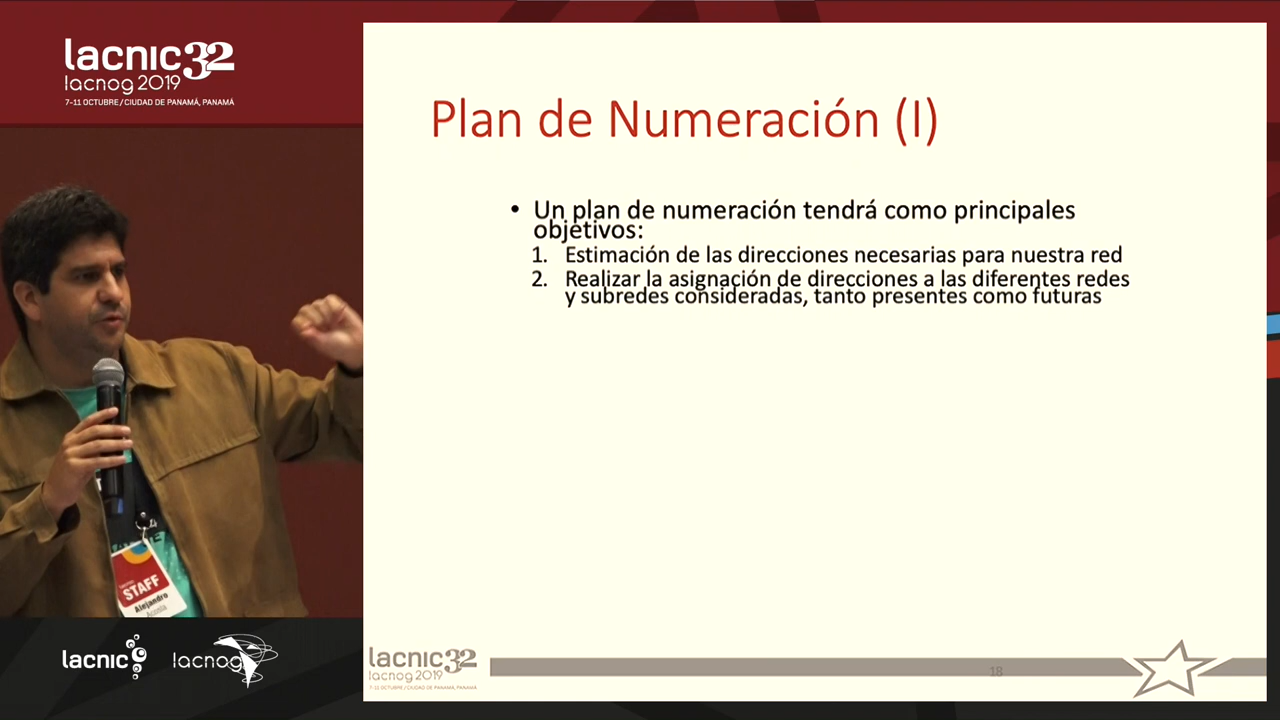 lacnic32
lacnog 2019
7-11 OCTUBRE / CIUDAD DE PANAMÁ, PANAMÁ
Plan de Numeración (I)
• Un plan de numeración tendrá como principales
objetivos:
1. Estimación de las direcciones necesarias para nuestra red
2. Realizar la asignación de direcciones a las diferentes redes
y subredes consideradas, tanto presentes como futuras
STAFF
Alejandro
Acosta
lacnic
lacnog
lacnic32
lacnog 2019
7-11 OCTUBRE / CIUDAD DE PANAMÁ, PANAMÁ
18